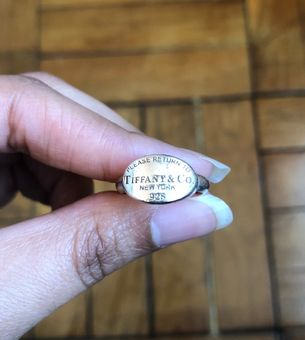 PLEASE RETURN TO
TIFFANY & CO.
NEW YORK
925